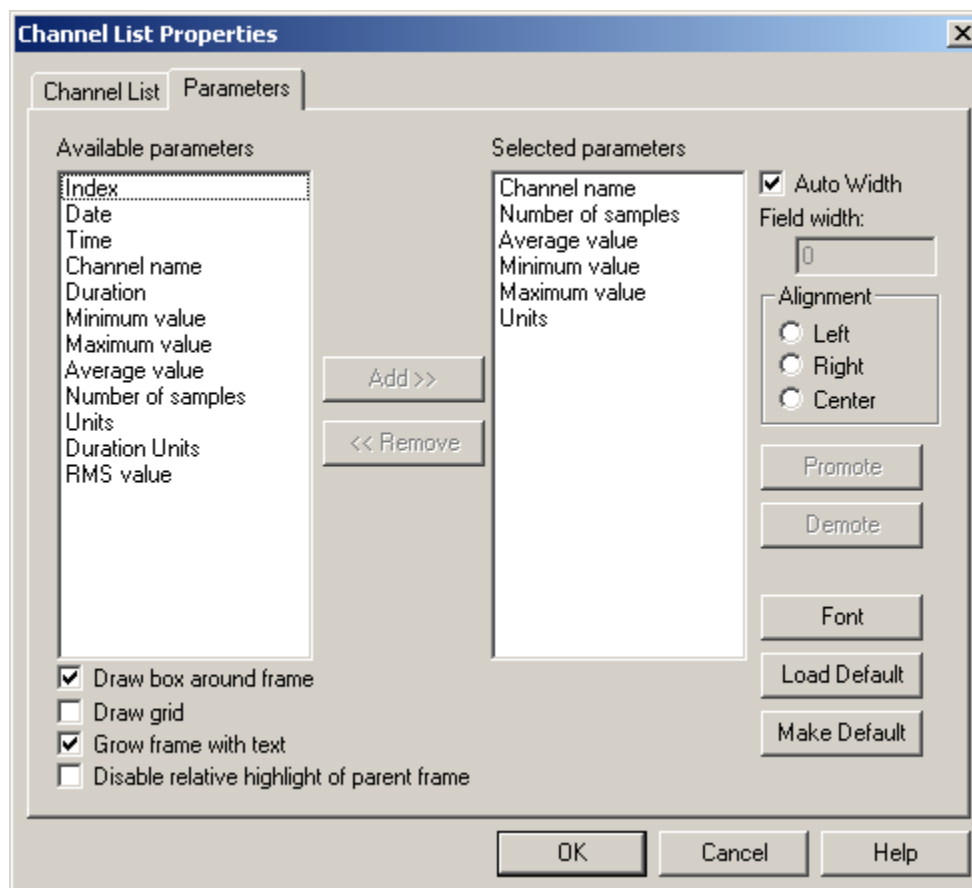 Channel List Properties
Channel List
Parameters
Available parameters
Index
Date
Time
Channel name
Duration
Minimum value
Maximum value
Average value
Number of samples
Units
Duration Units
RMS value
Add >>
<< Remove
Selected parameters
Channel name
Number of samples
Average value
Minimum value
Maximum value
Units
Auto Width
Field width:
0
Alignment
Left
Right
Center
Promote
Demote
Font
Load Default
Make Default
Draw box around frame
Draw grid
Grow frame with text
Disable relative highlight of parent frame
OK
Cancel
Help